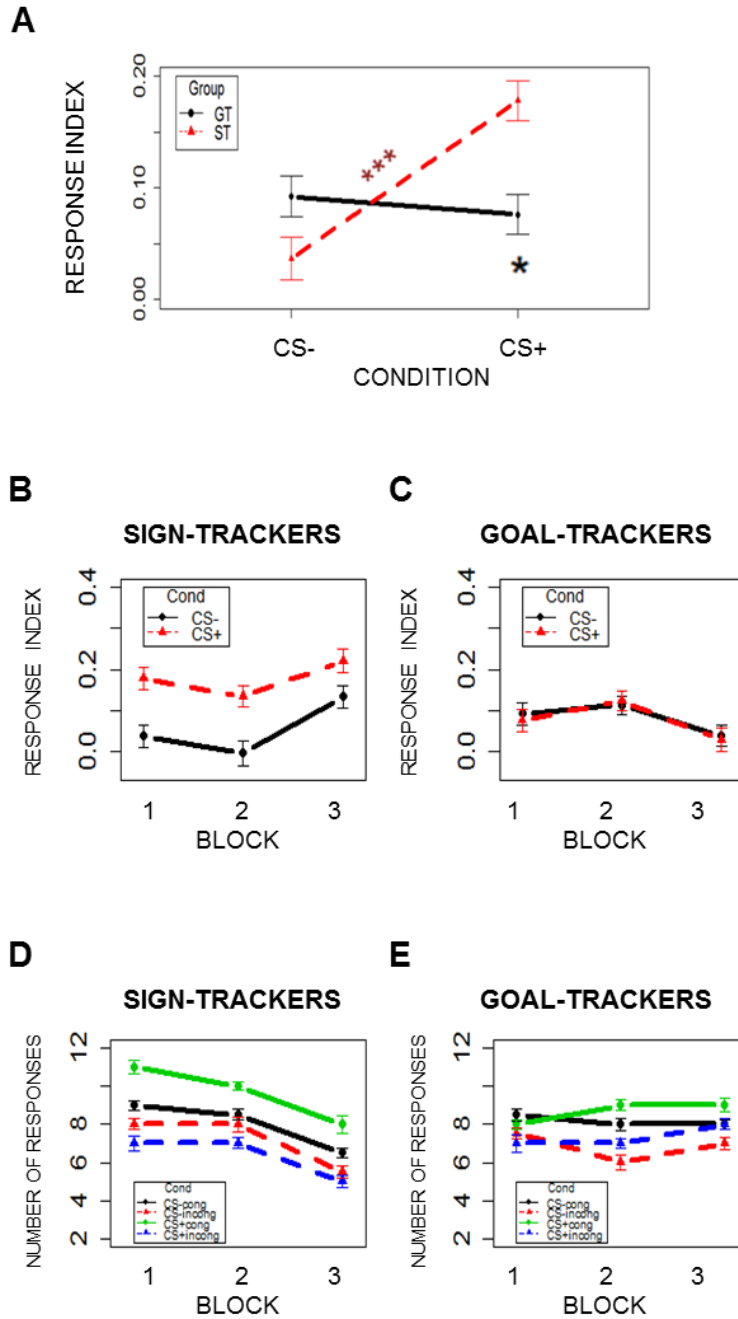 A
RESPONSE INDEX
0.20
0.10
0.00
Group
GT
ST
***
*
CS- CS+
CONDITION
B
SIGN-TRACKERS
RESPONSE INDEX
0.4
0.2
0.0
Cond
CS-
CS+
1 2 3
BLOCK
C
GOAL-TRACKERS
RESPONSE INDEX
0.4
0.2
0.0
Cond
CS-
CS+
1 2 3
BLOCK
D
SIGN-TRACKERS
NUMBER OF RESPONSES
12
8
6
4
2
Cond
CS-cong
CS-incong
CS+cong
CS+incong
1 2 3
BLOCK
E
GOAL-TRACKERS
NUMBER OF RESPONSES
12
8
6
4
2
Cond
CS-cong
CS-incong
CS+cong
CS+incong
1 2 3
BLOCK